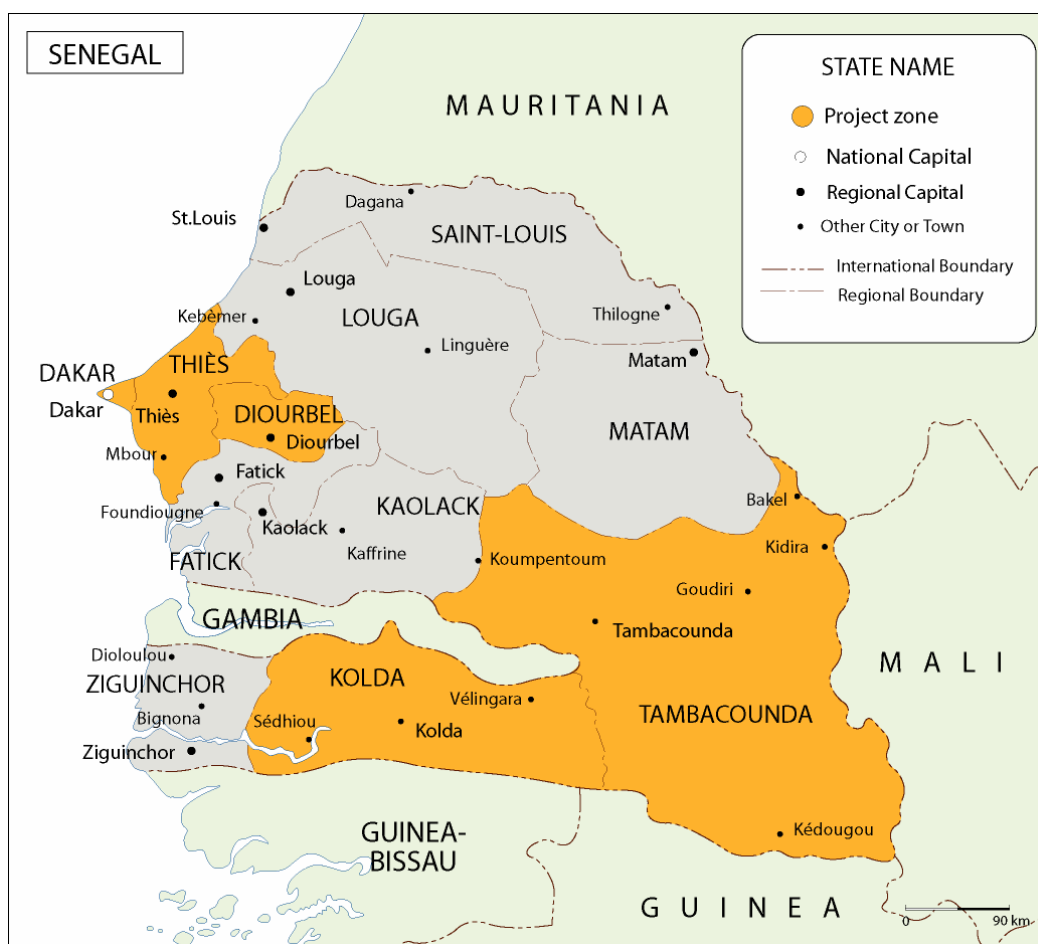 SENEGAL
STATE NAME
Project zone
National Capital
Regional Capital
Other City or Town
International Boundary
Regional Boundary
MAURITANIA
Dagana
St.Louis
SAINT-LOUIS
Louga
Kebèmer
LOUGA
Thilogne
Linguère
Matam
THIÈS
DAKAR
Dakar
Thiès
DIOURBEL
Diourbel
MATAM
Mbour
Fatick
Bakel
Foundiougne
KAOLACK
Kaolack
Kaffrine
Kidira
FATICK
Koumpentoum
Goudiri
GAMBIA
Tambacounda
Dioloulou
MALI
ZIGUINCHOR
KOLDA
Vélingara
Bignona
Sédhiou
Kolda
TAMBACOUNDA
Ziguinchor
GUINEA-
BISSAU
Kédougou
GUINEA
0 90 km